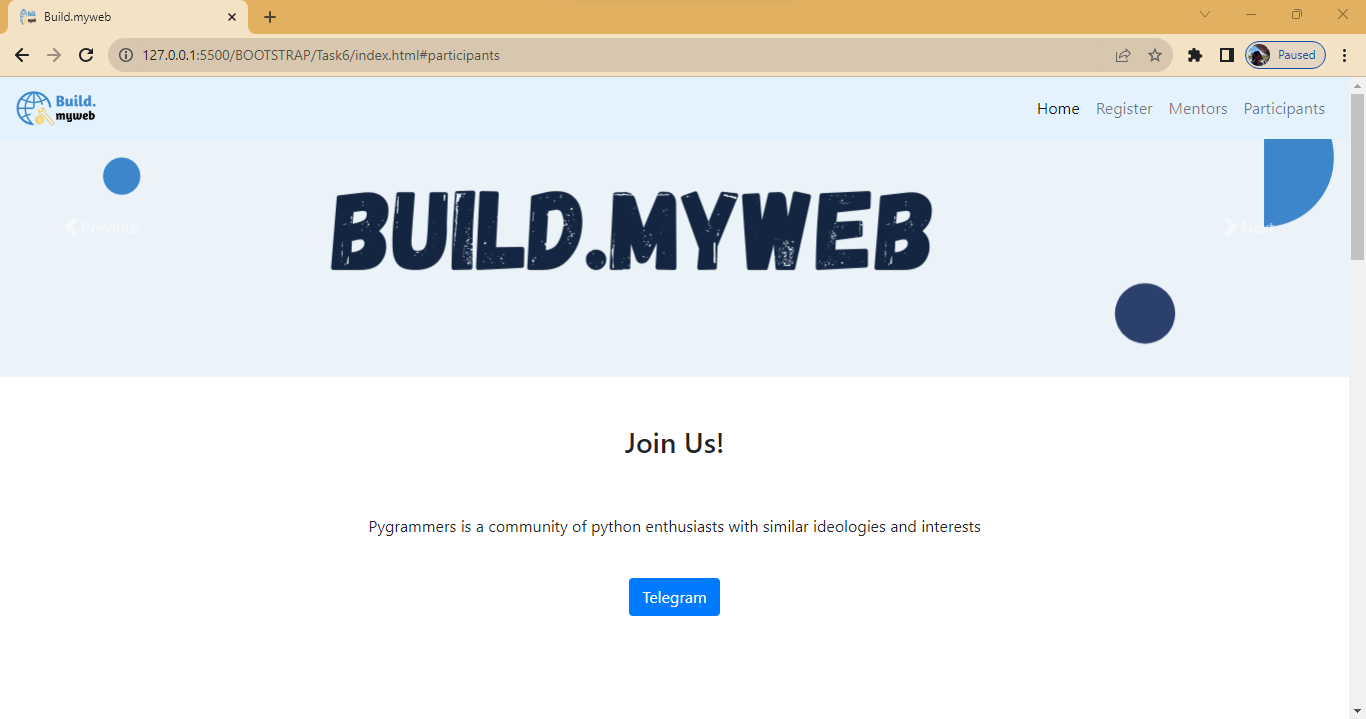 Build.myweb
127.0.0.1:5500/BOOTSTRAP/Task6/index.html#participants
Paused
Build.
myweb
Home Register Mentors Participants
BUILD.MYWEB
Previous
Next
Join Us!
Pygrammers is a community of python enthusiasts with similar ideologies and interests
Telegram